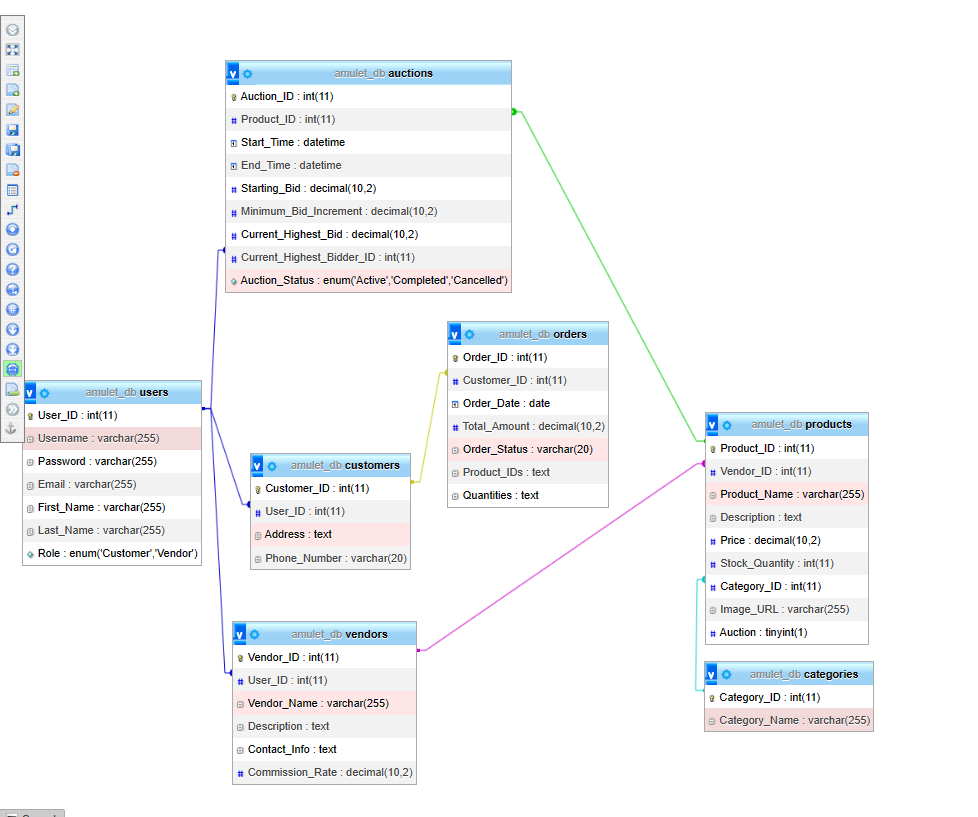 amulet_db auctions
Auction_ID : int(11)
Product_ID : int(11)
Start_Time : datetime
End_Time : datetime
Starting_Bid : decimal(10,2)
Minimum_Bid_Increment : decimal(10,2)
Current_Highest_Bid : decimal(10,2)
Current_Highest_Bidder_ID : int(11)
Auction_Status : enum('Active','Completed','Cancelled')
amulet_db orders
Order_ID : int(11)
Customer_ID : int(11)
Order_Date : date
Total_Amount : decimal(10,2)
Order_Status : varchar(20)
Product_IDs : text
Quantities : text
amulet_db users
User_ID : int(11)
Username : varchar(255)
Password : varchar(255)
Email : varchar(255)
First_Name : varchar(255)
Last_Name : varchar(255)
Role : enum('Customer','Vendor')
amulet_db customers
Customer_ID : int(11)
User_ID : int(11)
Address : text
Phone_Number : varchar(20)
amulet_db products
Product_ID : int(11)
Vendor_ID : int(11)
Product_Name : varchar(255)
Description : text
Price : decimal(10,2)
Stock_Quantity : int(11)
Category_ID : int(11)
Image_URL : varchar(255)
Auction : tinyint(1)
amulet_db vendors
Vendor_ID : int(11)
User_ID : int(11)
Vendor_Name : varchar(255)
Description : text
Contact_Info : text
Commission_Rate : decimal(10,2)
amulet_db categories
Category_ID : int(11)
Category_Name : varchar(255)